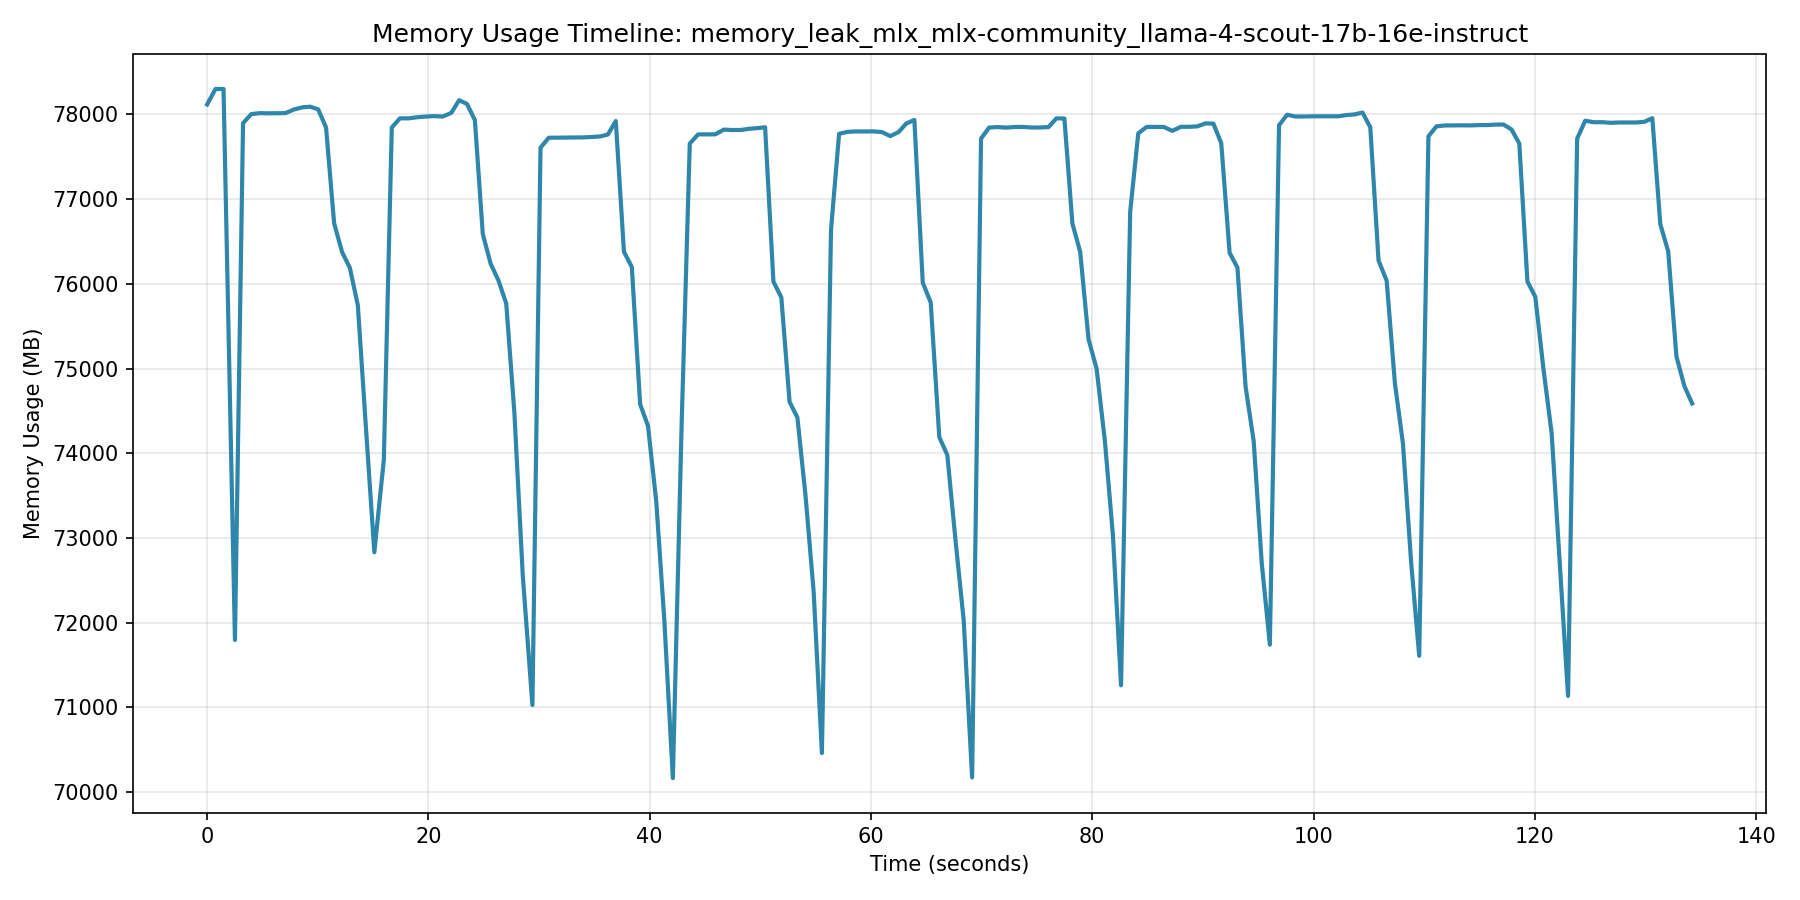 Memory Usage Timeline: memory_leak_mlx_mlx-community_llama-4-scout-17b-16e-instruct
Memory Usage (MB)
78000
77000
76000
75000
74000
73000
72000
71000
70000
0 20 40 60 80 100 120 140
Time (seconds)